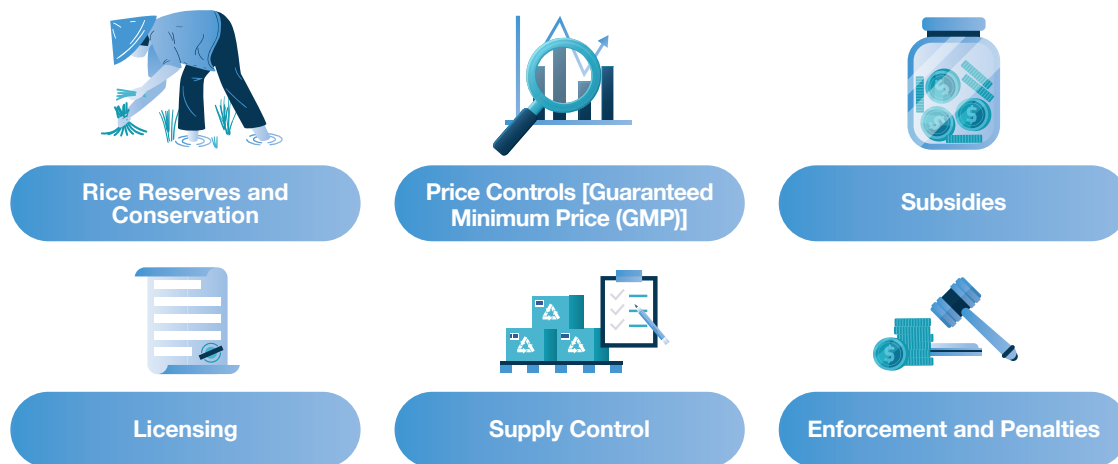 Rice Reserves and
Conservation
Price Controls [Guaranteed
Minimum Price (GMP)]
Subsidies
Licensing
Supply Control
Enforcement and Penalties